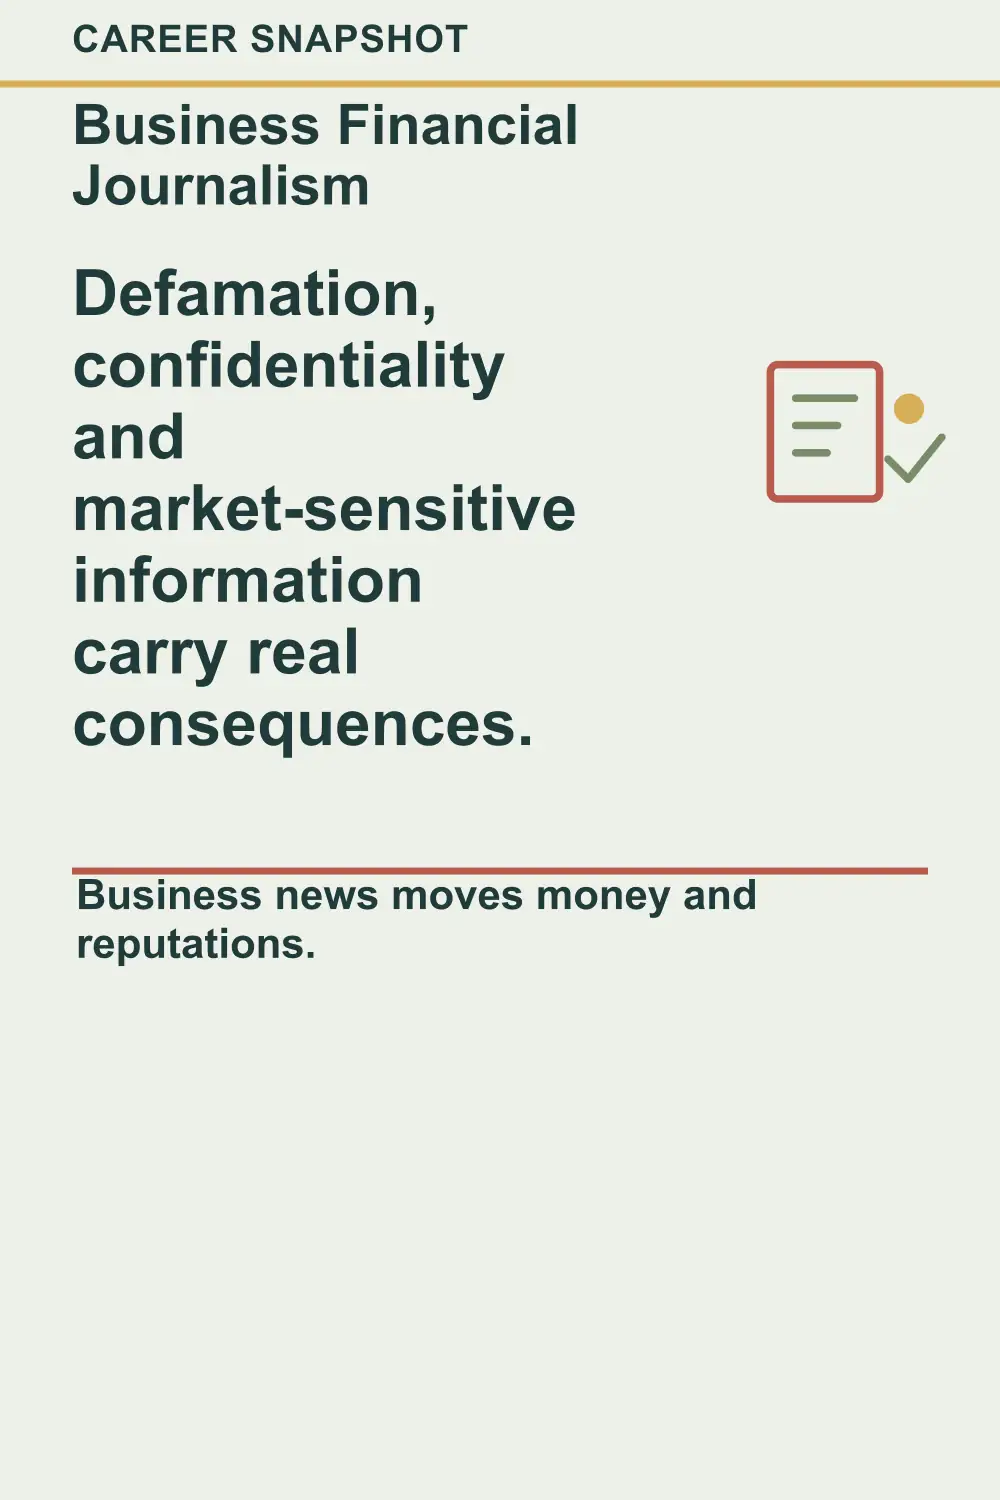 CAREER SNAPSHOT
Business Financial
Journalism
Defamation,
confidentiality
and
market-sensitive
information
carry real
consequences.
Business news moves money and
reputations.